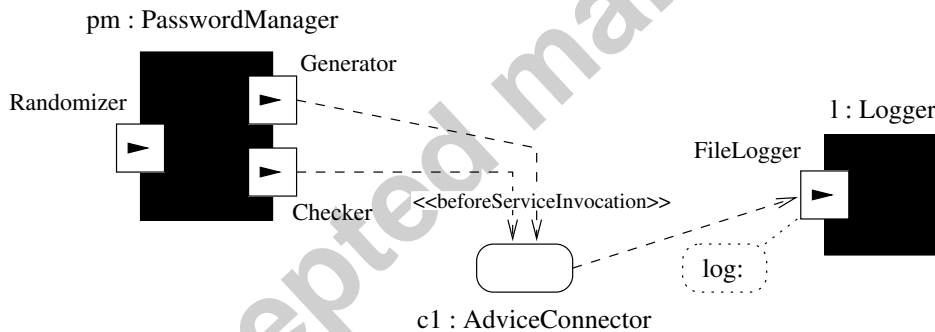 pm : PasswordManager
Generator
Randomizer
l : Logger
FileLogger
<<beforeServiceInvocation>>
Checker
log:
c1 : AdviceConnector